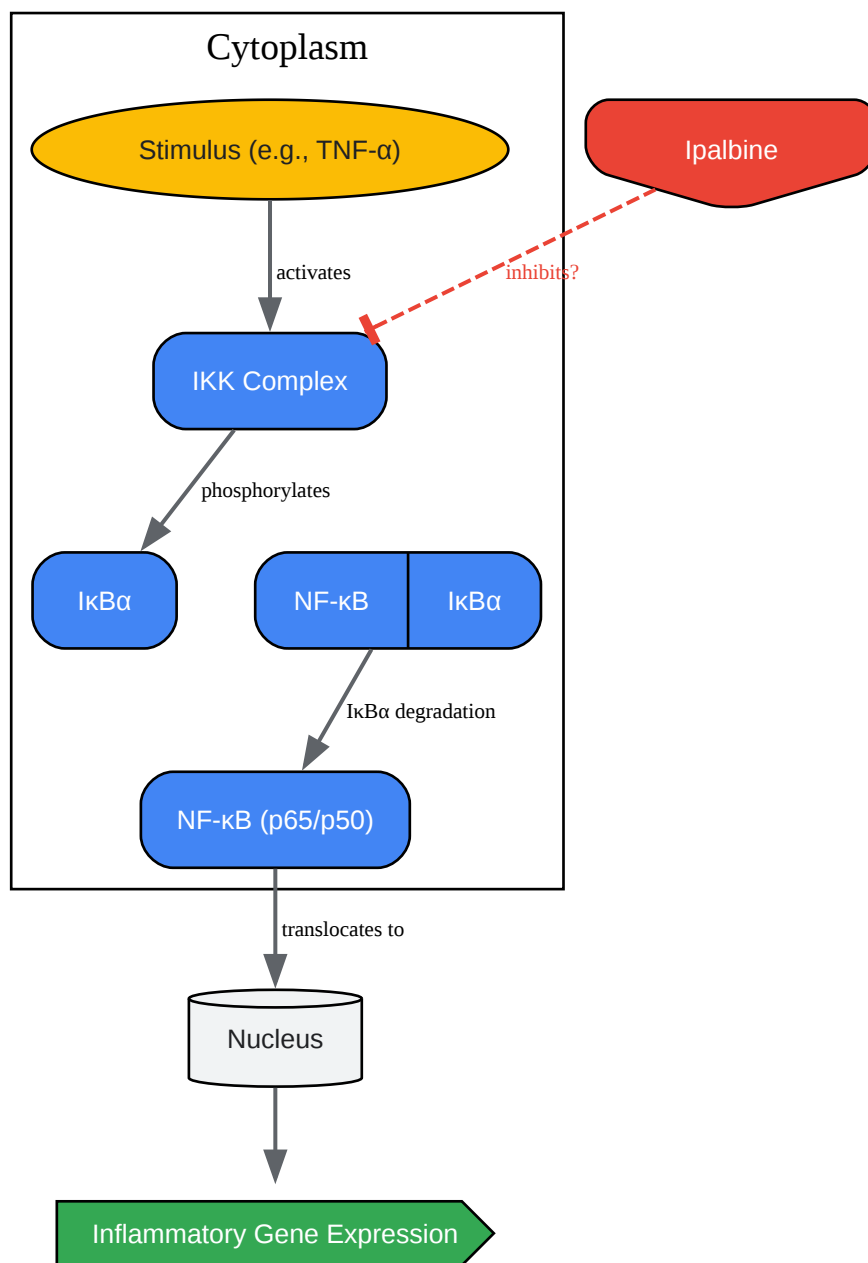 Cytoplasm
Stimulus (e.g., TNF-α)
Ipalbine
activates
inhibits?
IKK Complex
phosphorylates
IκBα
NF-κB
IκBα
IκBα degradation
NF-κB (p65/p50)
translocates to
Nucleus
Inflammatory Gene Expression